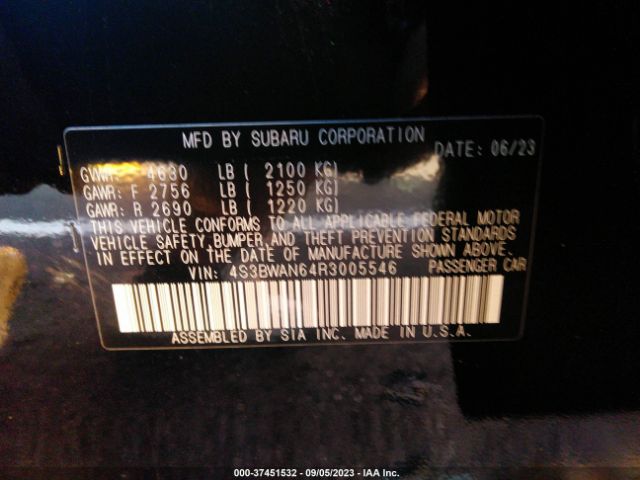 MFD BY SUBARU CORPORATION
DATE: 06/23
GVWR: 4630 LB ( 2100 KG)
GAWR: F 2756 LB ( 1250 KG)
GAWR: R 2690 LB ( 1220 KG)
THIS VEHICLE CONFORMS TO ALL APPLICABLE FEDERAL MOTOR
VEHICLE SAFETY, BUMPER, AND THEFT PREVENTION STANDARDS
IN EFFECT ON THE DATE OF MANUFACTURE SHOWN ABOVE.
VIN: 4S3BWAN64R3005546 PASSENGER CAR
ASSEMBLED BY SIA INC. MADE IN U.S.A.
000-37451532 - 09/05/2023 - IAA Inc.